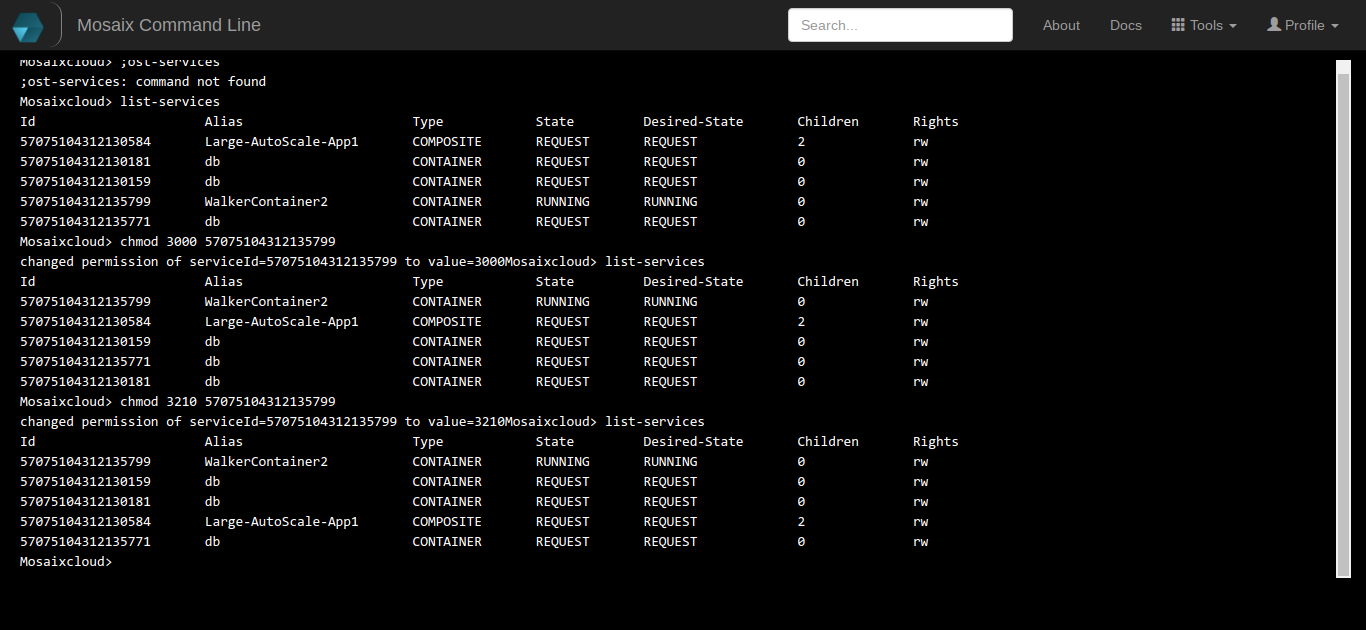 Mosaix Command Line Search... About Docs Tools Profile
Mosaixcloud> ;ost-services
;ost-services: command not found
Mosaixcloud> list-services
Id Alias Type State Desired-State Children Rights
57075104312130584 Large-AutoScale-App1 COMPOSITE REQUEST REQUEST 2 rw
57075104312130181 db CONTAINER REQUEST REQUEST 0 rw
57075104312130159 db CONTAINER REQUEST REQUEST 0 rw
57075104312135799 WalkerContainer2 CONTAINER RUNNING RUNNING 0 rw
57075104312135771 db CONTAINER REQUEST REQUEST 0 rw
Mosaixcloud> chmod 3000 57075104312135799
changed permission of serviceId=57075104312135799 to value=3000Mosaixcloud> list-services
Id Alias Type State Desired-State Children Rights
57075104312135799 WalkerContainer2 CONTAINER RUNNING RUNNING 0 rw
57075104312130584 Large-AutoScale-App1 COMPOSITE REQUEST REQUEST 2 rw
57075104312130159 db CONTAINER REQUEST REQUEST 0 rw
57075104312135771 db CONTAINER REQUEST REQUEST 0 rw
57075104312130181 db CONTAINER REQUEST REQUEST 0 rw
Mosaixcloud> chmod 3210 57075104312135799
changed permission of serviceId=57075104312135799 to value=3210Mosaixcloud> list-services
Id Alias Type State Desired-State Children Rights
57075104312135799 WalkerContainer2 CONTAINER RUNNING RUNNING 0 rw
57075104312130159 db CONTAINER REQUEST REQUEST 0 rw
57075104312130181 db CONTAINER REQUEST REQUEST 0 rw
57075104312130584 Large-AutoScale-App1 COMPOSITE REQUEST REQUEST 2 rw
57075104312135771 db CONTAINER REQUEST REQUEST 0 rw
Mosaixcloud>